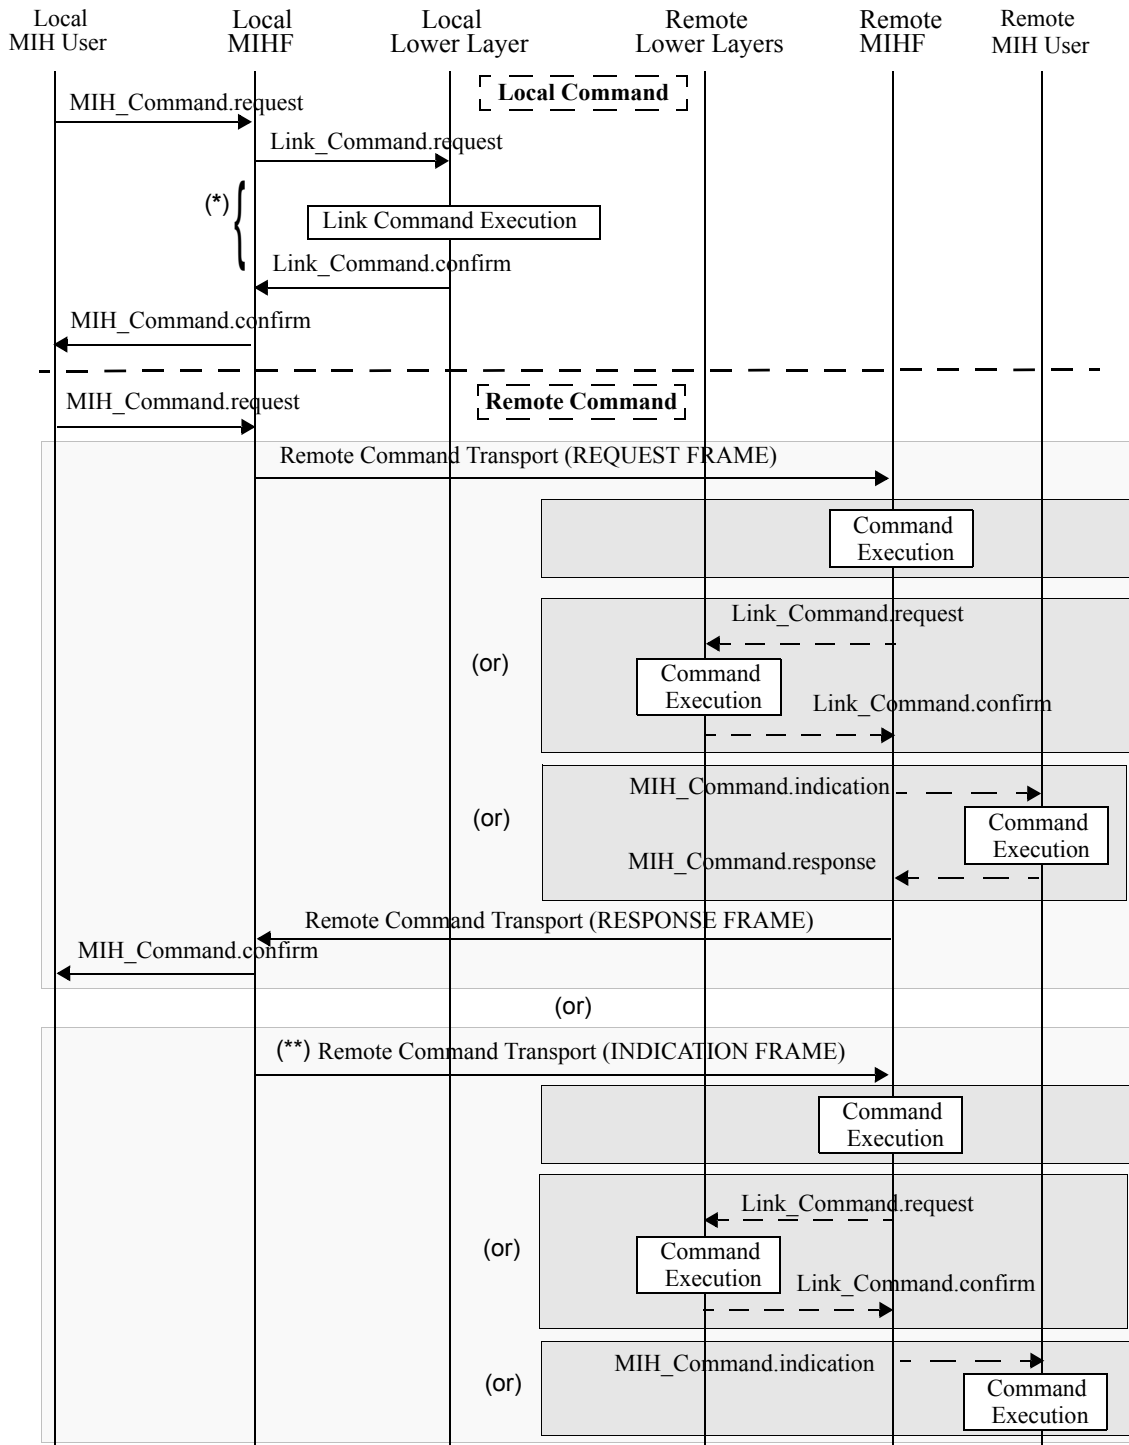 Local
MIH User
Local
MIHF
Local
Lower Layer
Remote
Lower Layers
Remote
MIHF
Remote
MIH User
Local Command
MIH_Command.request
Link_Command.request
(*)
{
Link Command Execution
Link_Command.confirm
MIH_Command.confirm
Remote Command
MIH_Command.request
Remote Command Transport (REQUEST FRAME)
Command
Execution
Link_Command.request
(or)
Command
Execution
Link_Command.confirm
MIH_Command.indication
(or)
Command
Execution
MIH_Command.response
Remote Command Transport (RESPONSE FRAME)
MIH_Command.confirm
(or)
(**) Remote Command Transport (INDICATION FRAME)
Command
Execution
Link_Command.request
(or)
Command
Execution
Link_Command.confirm
MIH_Command.indication
(or)
Command
Execution